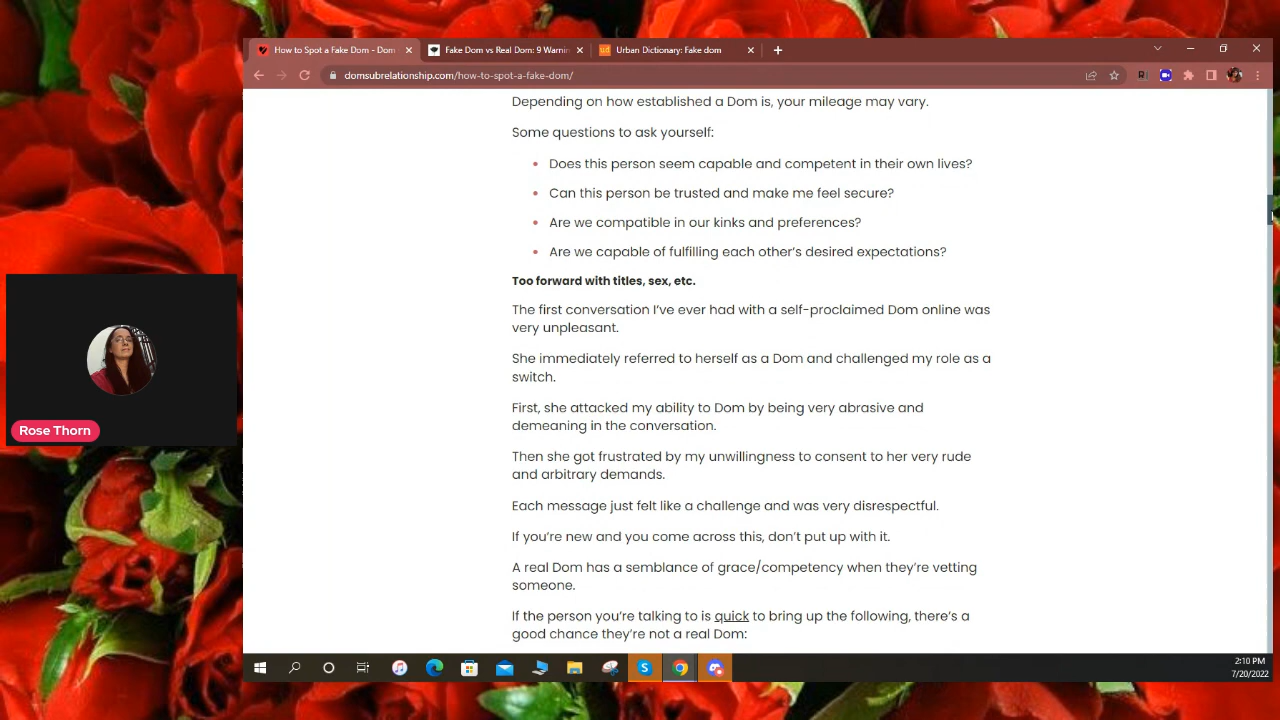 How to Spot a Fake Dom - Dom
Fake Dom vs Real Dom: 9 Warnin
ud
Urban Dictionary: Fake dom
domsubrelationship.com/how-to-spot-a-fake-dom/
Depending on how established a Dom is, your mileage may vary.
Some questions to ask yourself:
Does this person seem capable and competent in their own lives?
Can this person be trusted and make me feel secure?
Are we compatible in our kinks and preferences?
Are we capable of fulfilling each other's desired expectations?
Too forward with titles, sex, etc.
The first conversation I've ever had with a self-proclaimed Dom online was
very unpleasant.
She immediately referred to herself as a Dom and challenged my role as a
switch.
First, she attacked my ability to Dom by being very abrasive and
demeaning in the conversation.
Then she got frustrated by my unwillingness to consent to her very rude
and arbitrary demands.
Each message just felt like a challenge and was very disrespectful.
If you're new and you come across this, don't put up with it.
A real Dom has a semblance of grace/competency when they're vetting
someone.
If the person you're talking to is quick to bring up the following, there's a
good chance they're not a real Dom:
Rose Thorn
2:10 PM
7/20/2022